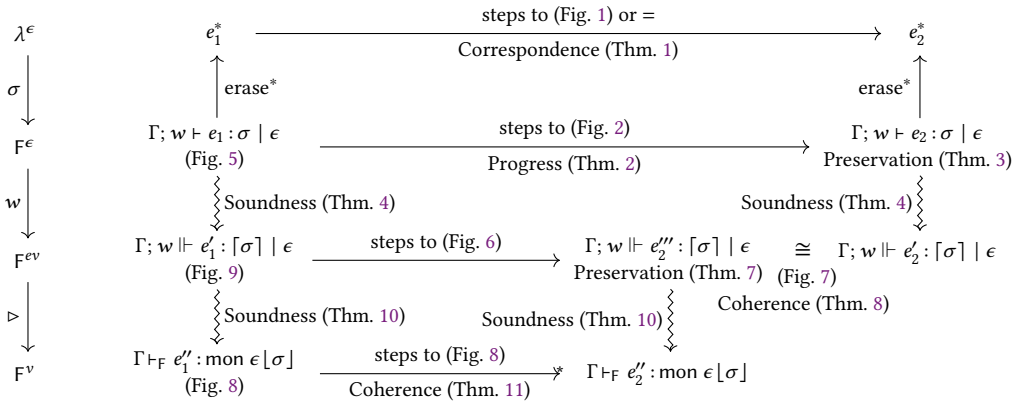 steps to (Fig. 1) or =
λ^ϵ e₁* e₂*
Correspondence (Thm. 1)
σ erase* erase*
steps to (Fig. 2)
F^ϵ Γ; w ⊢ e₁ : σ | ϵ Γ; w ⊢ e₂ : σ | ϵ
(Fig. 5) Progress (Thm. 2) Preservation (Thm. 3)
w Soundness (Thm. 4) Soundness (Thm. 4)
steps to (Fig. 6)
F^ev Γ; w ⊩ e₁′ : ⌈σ⌉ | ϵ Γ; w ⊩ e₂‴ : ⌈σ⌉ | ϵ ≅ Γ; w ⊩ e₂′ : ⌈σ⌉ | ϵ
(Fig. 9) Preservation (Thm. 7) (Fig. 7)
Coherence (Thm. 8)
▹ Soundness (Thm. 10) Soundness (Thm. 10)
steps to (Fig. 8)
F^v Γ ⊢_F e₁″ : mon ϵ ⌊σ⌋ * Γ ⊢_F e₂″ : mon ϵ ⌊σ⌋
(Fig. 8) Coherence (Thm. 11)